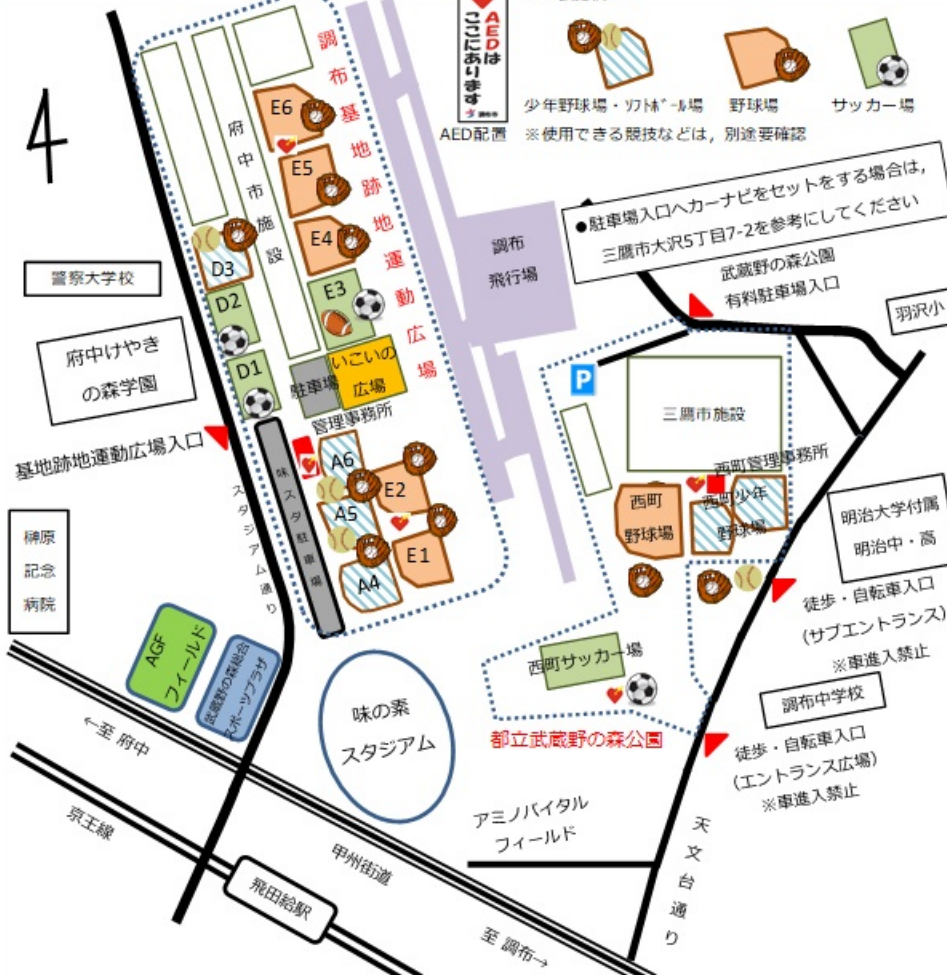 AEDは
ここにあります
調布市
AED配置
少年野球場・ソフトボール場
野球場
サッカー場
※使用できる競技などは，別途要確認
●駐車場入口へカーナビをセットをする場合は，
三鷹市大沢5丁目7-2を参考にしてください
調布基地跡地運動広場
府中市施設
E6
E5
E4
E3
D3
D2
D1
いこいの
広場
駐車場
管理事務所
調布
飛行場
武蔵野の森公園
有料駐車場入口
羽沢小
警察大学校
府中けやき
の森学園
基地跡地運動広場入口
スタジアム通り
味スタ駐車場
A6
A5
A4
E2
E1
P
三鷹市施設
西町管理事務所
西町
野球場
西町少年
野球場
明治大学付属
明治中・高
徒歩・自転車入口
(サブエントランス)
※車進入禁止
榊原
記念
病院
AGF
フィールド
武蔵野の森総合
スポーツプラザ
味の素
スタジアム
西町サッカー場
都立武蔵野の森公園
調布中学校
徒歩・自転車入口
(エントランス広場)
※車進入禁止
←至 府中
京王線
甲州街道
飛田給駅
至 調布→
アミノバイタル
フィールド
天文台通り